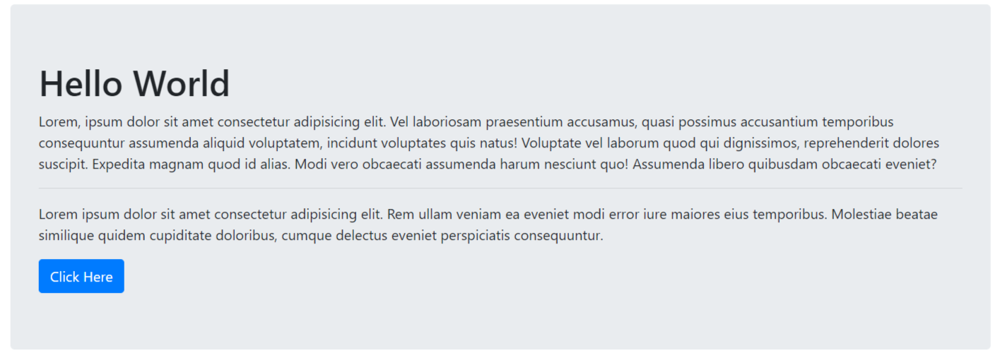 Hello World
Lorem, ipsum dolor sit amet consectetur adipisicing elit. Vel laboriosam praesentium accusamus, quasi possimus accusantium temporibus
consequuntur assumenda aliquid voluptatem, incidunt voluptates quis natus! Voluptate vel laborum quod qui dignissimos, reprehenderit dolores
suscipit. Expedita magnam quod id alias. Modi vero obcaecati assumenda harum nesciunt quo! Assumenda libero quibusdam obcaecati eveniet?
Lorem ipsum dolor sit amet consectetur adipisicing elit. Rem ullam veniam ea eveniet modi error iure maiores eius temporibus. Molestiae beatae
similique quidem cupiditate doloribus, cumque delectus eveniet perspiciatis consequuntur.
Click Here